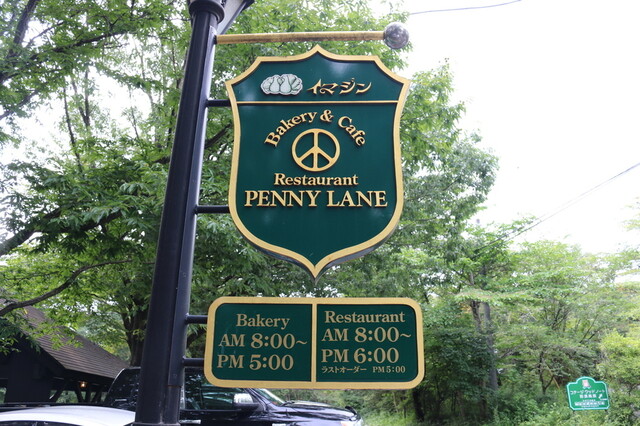 イマジン
Bakery & Cafe
Restaurant
PENNY LANE
Bakery
AM 8:00~
PM 5:00
Restaurant
AM 8:00~
PM 6:00
ラストオーダー PM 5:00